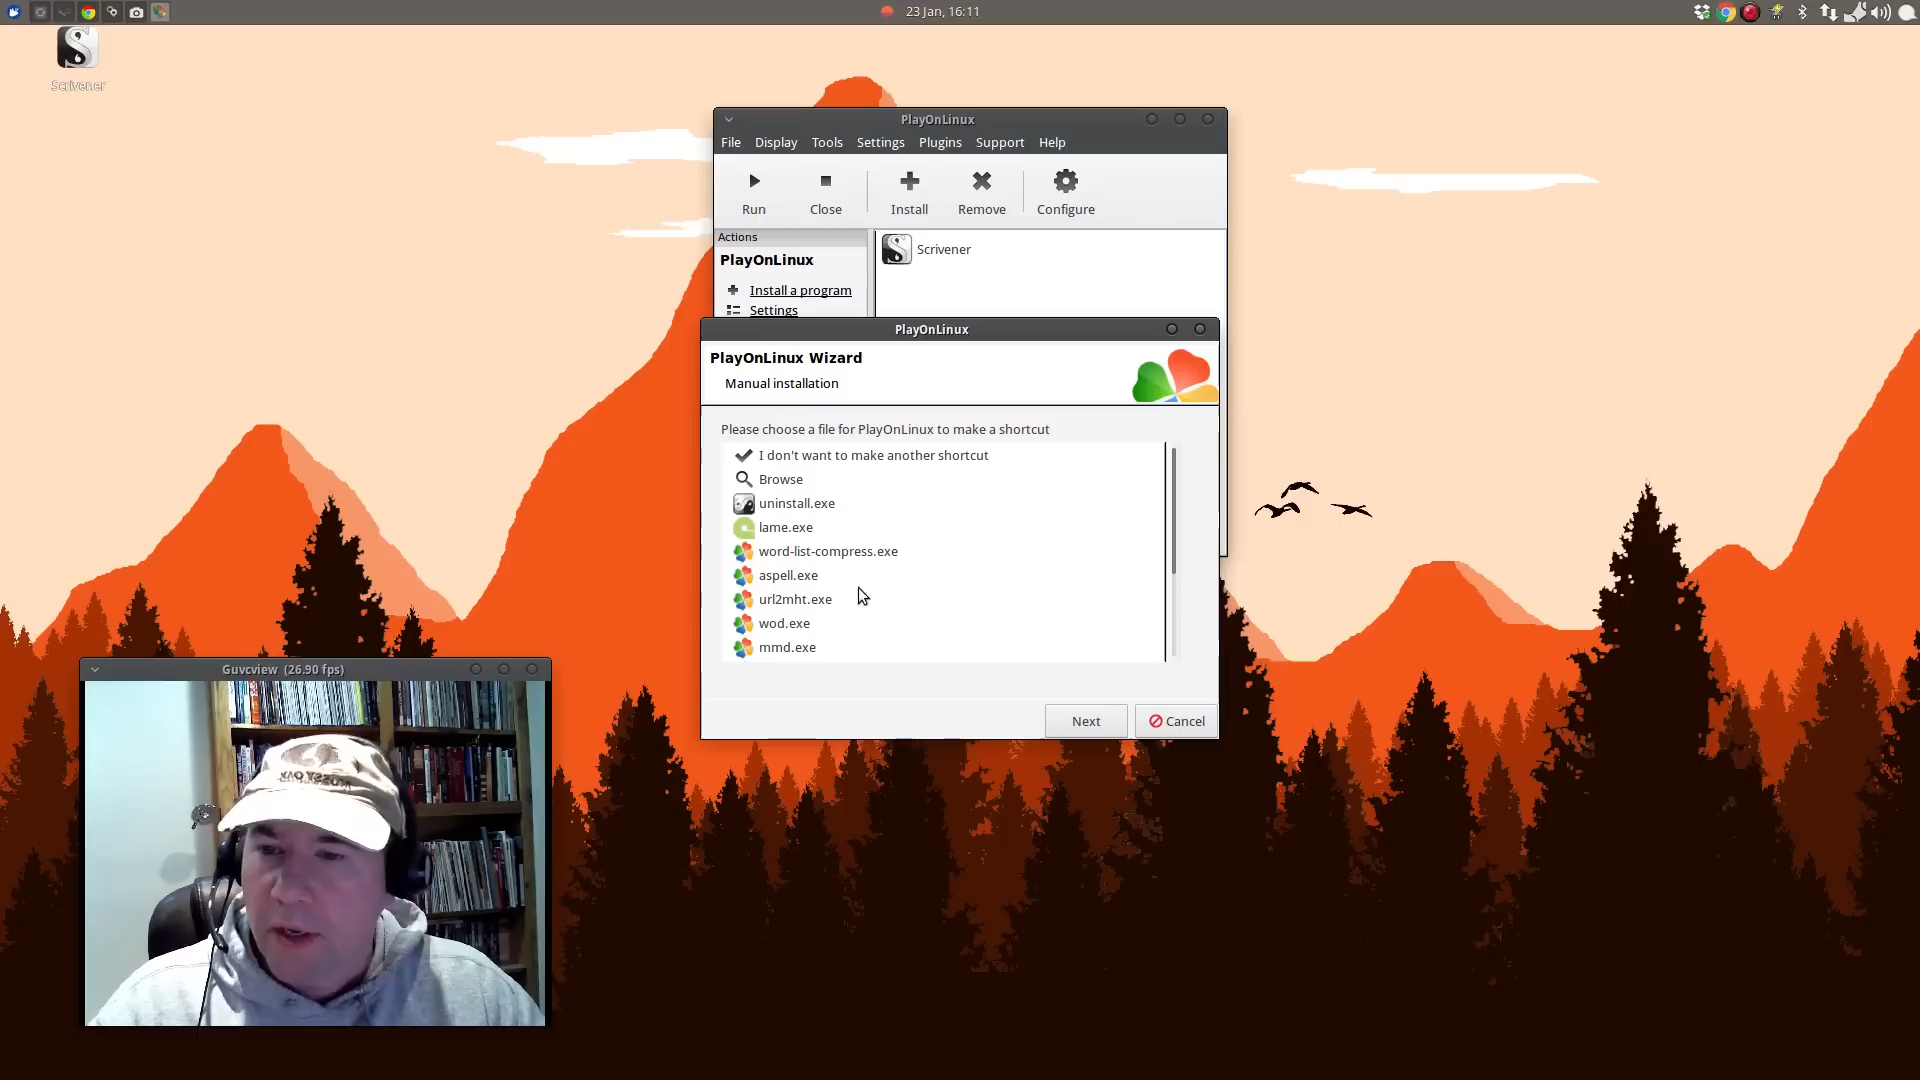 23 Jan, 16:11
Scrivener
PlayOnLinux
File Display Tools Settings Plugins Support Help
Run Close Install Remove Configure
Actions
PlayOnLinux
Install a program
Settings
Scrivener
PlayOnLinux
PlayOnLinux Wizard
Manual installation
Please choose a file for PlayOnLinux to make a shortcut
I don't want to make another shortcut
Browse
uninstall.exe
lame.exe
word-list-compress.exe
aspell.exe
url2mht.exe
wod.exe
mmd.exe
Next
Cancel
Guvcview (26.90 fps)